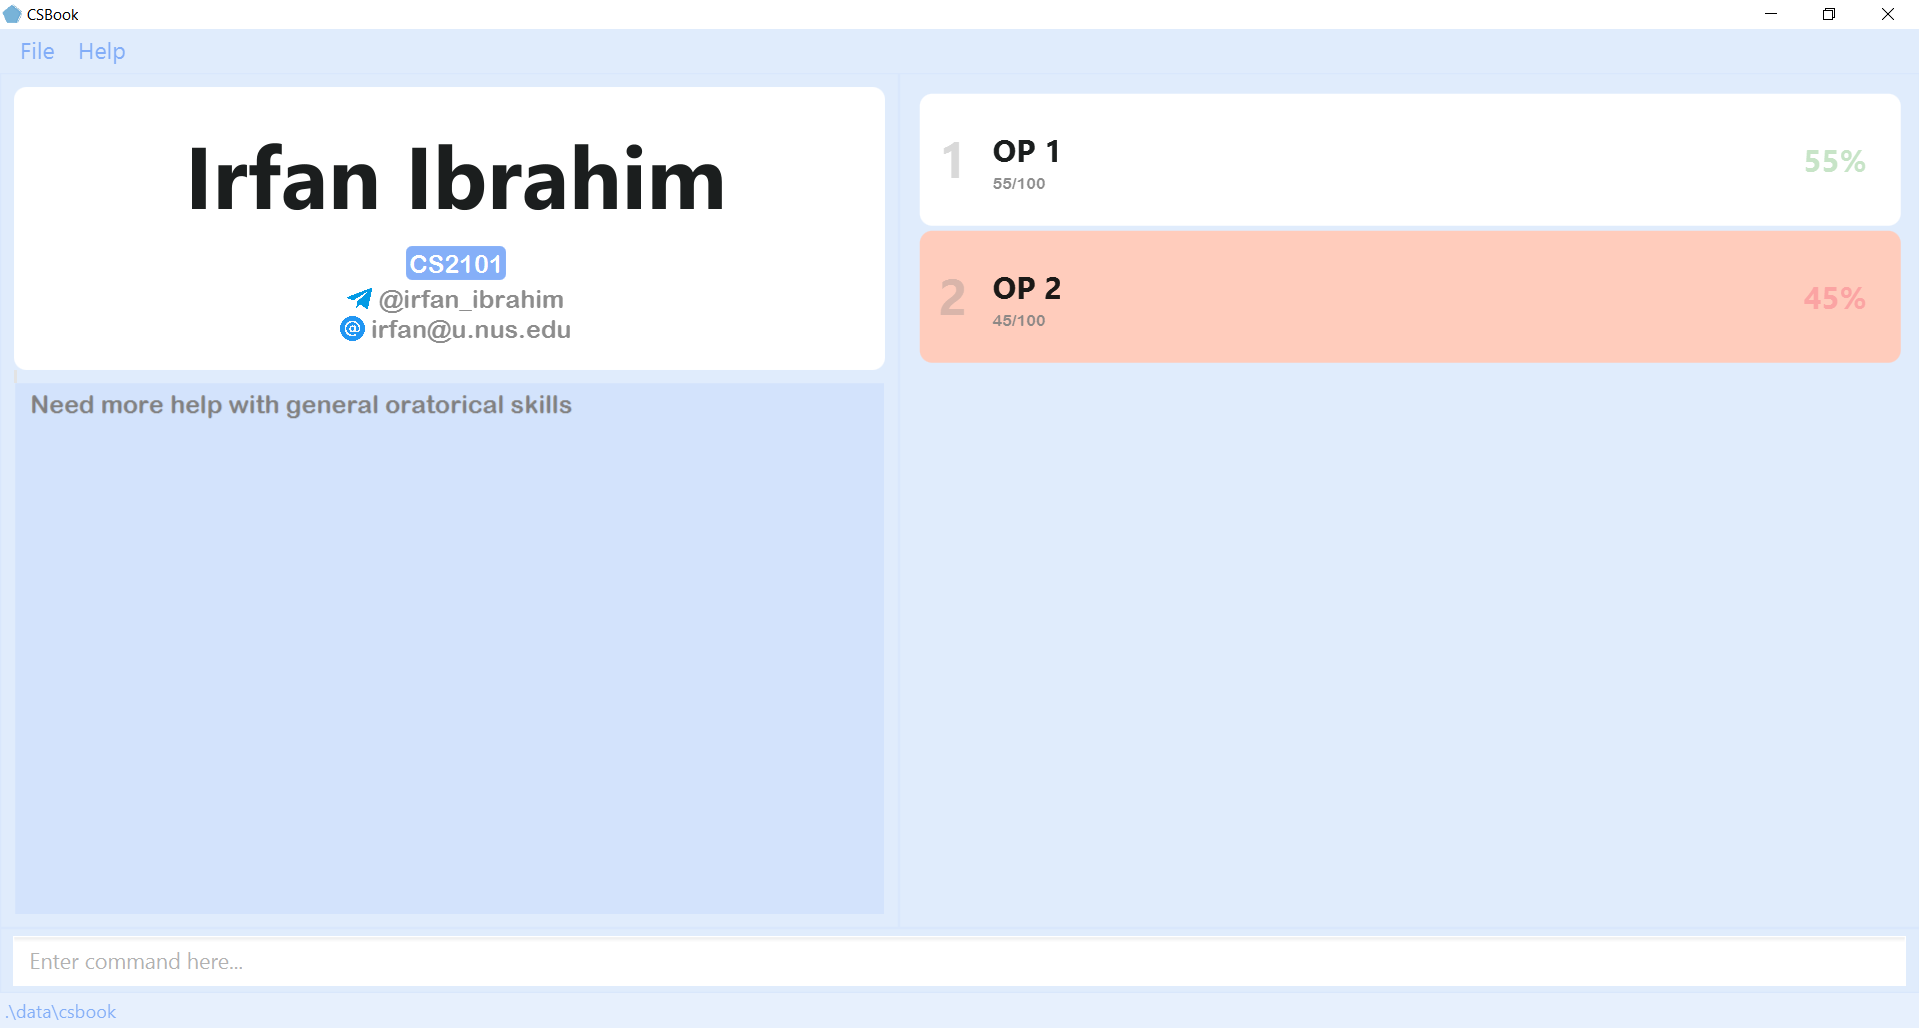 CSBook
File Help
Irfan Ibrahim
CS2101
@irfan_ibrahim
irfan@u.nus.edu
Need more help with general oratorical skills
1
OP 1
55/100
55%
2
OP 2
45/100
45%
Enter command here...
.\data\csbook